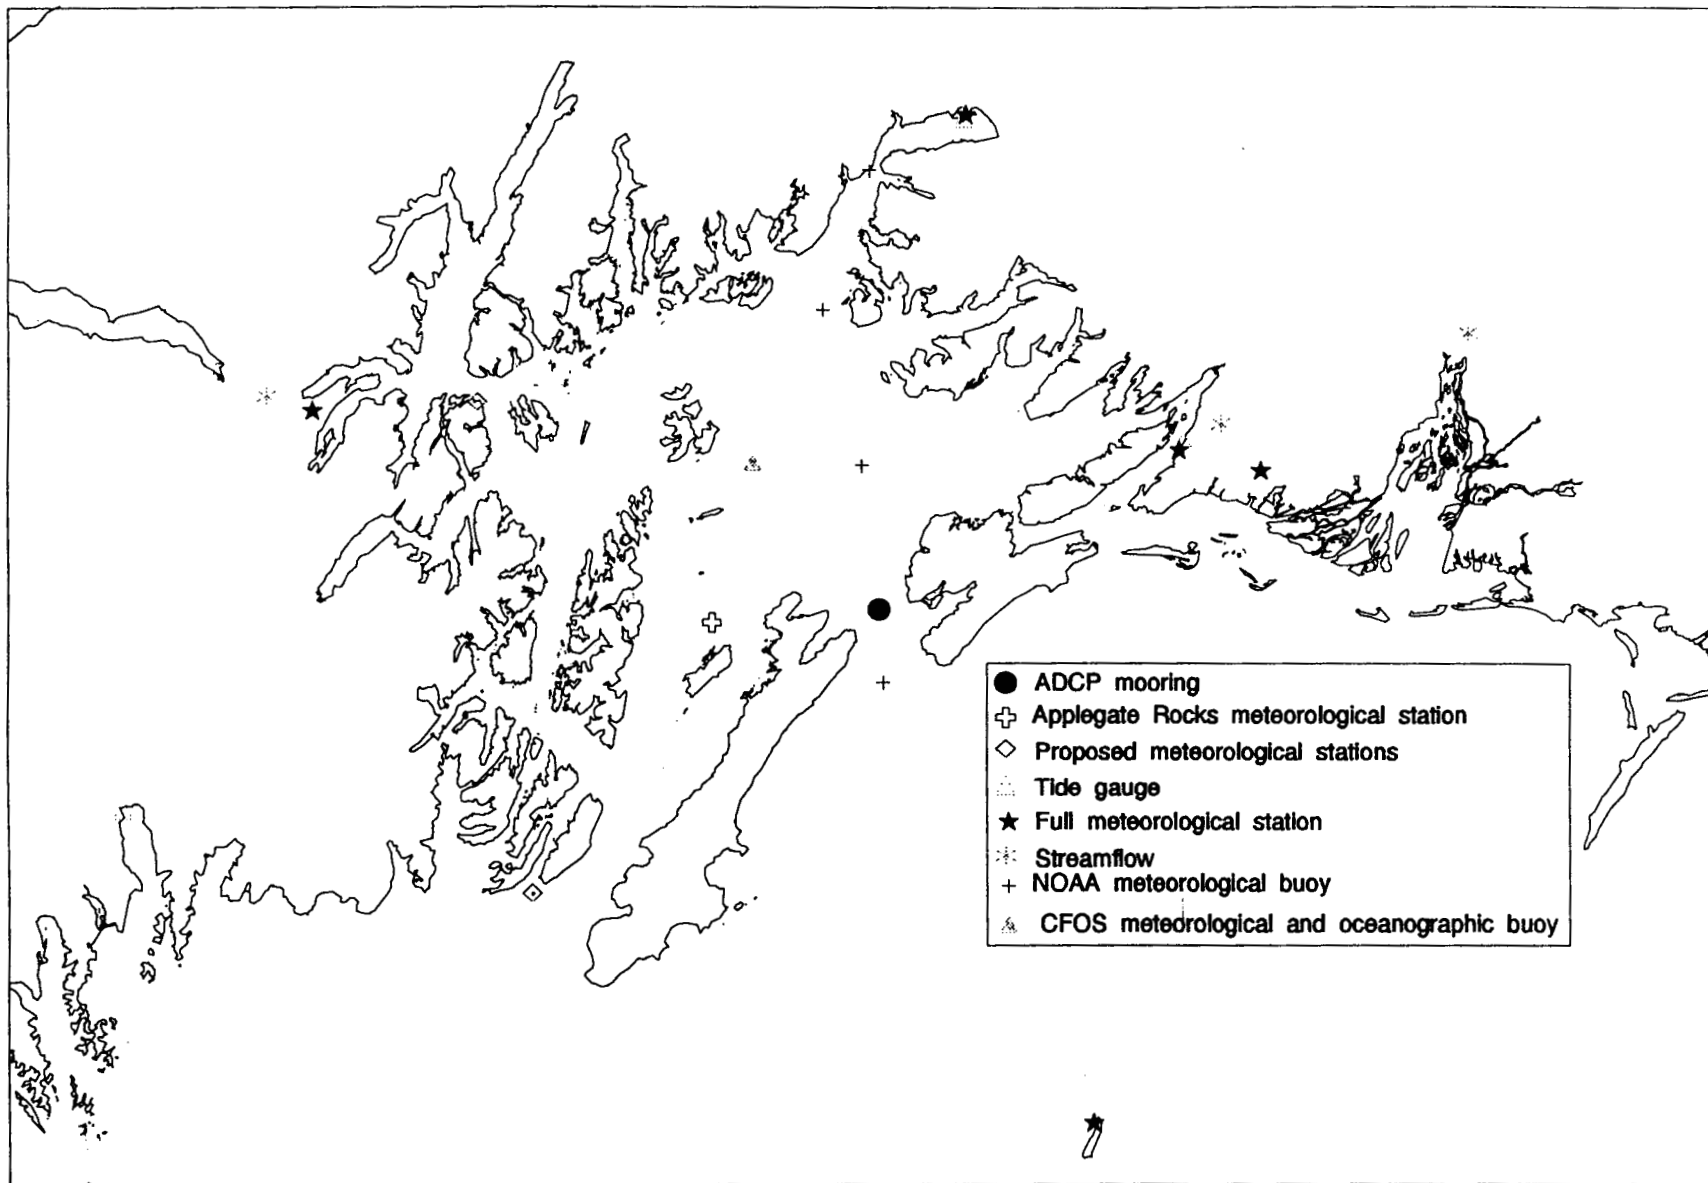 ADCP mooring
Applegate Rocks meteorological station
Proposed meteorological stations
Tide gauge
Full meteorological station
Streamflow
NOAA meteorological buoy
CFOS meteorological and oceanographic buoy